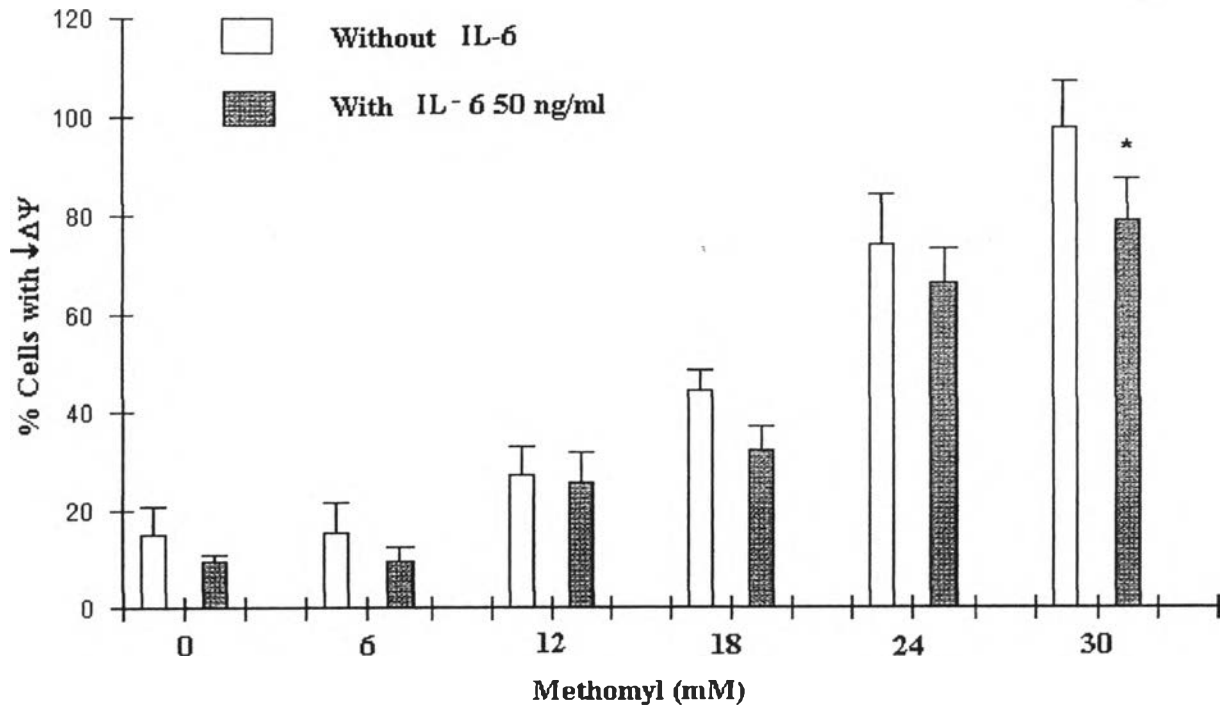 120
100
80
60
40
20
0
% Cells with ↓ΔΨ
Without IL-6
With IL-6 50 ng/ml
*
0 6 12 18 24 30
Methomyl (mM)